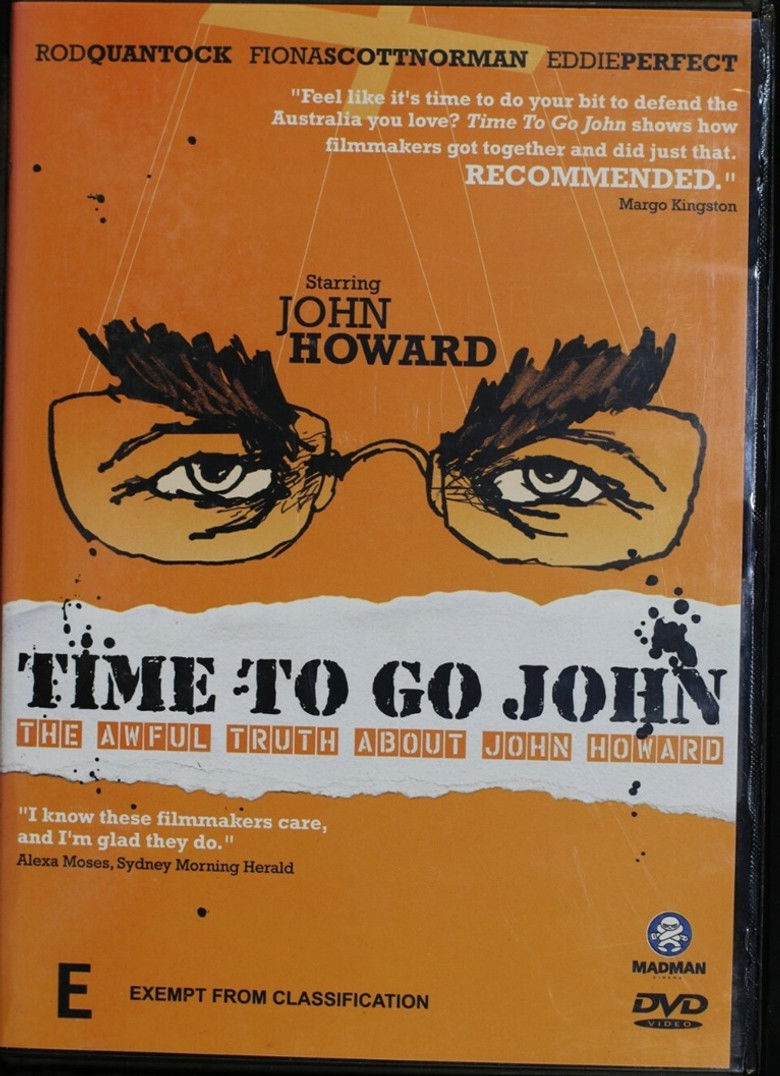 RODQUANTOCK FIONASCOTTNORMAN EDDIEPERFECT
"Feel like it's time to do your bit to defend the
Australia you love? Time To Go John shows how
filmmakers got together and did just that.
RECOMMENDED."
Margo Kingston
Starring
JOHN
HOWARD
TIME TO GO JOHN
THE AWFUL TRUTH ABOUT JOHN HOWARD
"I know these filmmakers care,
and I'm glad they do."
Alexa Moses, Sydney Morning Herald
MADMAN
CINEMA
E EXEMPT FROM CLASSIFICATION
DVD
VIDEO